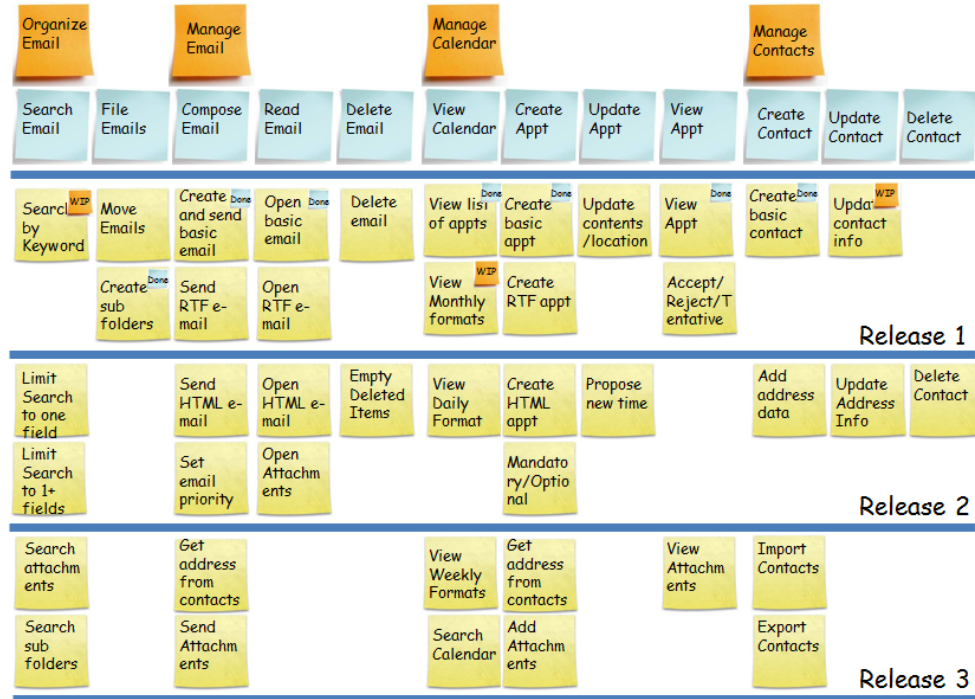 Organize
Email
Manage
Email
Manage
Calendar
Manage
Contacts
Search
Email
File
Emails
Compose
Email
Read
Email
Delete
Email
View
Calendar
Create
Appt
Update
Appt
View
Appt
Create
Contact
Update
Contact
Delete
Contact
Searc
by
Keyword
WIP
Move
Emails
Create
and send
basic
email
Done
Open
basic
email
Done
Delete
email
View list
of appts
Done
Create
basic
appt
Done
Update
contents
/location
View
Appt
Done
Create
basic
contact
Done
Updat
contact
info
WIP
Create
sub
folders
Done
Send
RTF e-
mail
Open
RTF e-
mail
View
Monthly
formats
WIP
Create
RTF appt
Accept/
Reject/T
entative
Release 1
Limit
Search
to one
field
Send
HTML e-
mail
Open
HTML e-
mail
Empty
Deleted
Items
View
Daily
Format
Create
HTML
appt
Propose
new time
Add
address
data
Update
Address
Info
Delete
Contact
Limit
Search
to 1+
fields
Set
email
priority
Open
Attachm
ents
Mandato
ry/Optio
nal
Release 2
Search
attachm
ents
Get
address
from
contacts
View
Weekly
Formats
Get
address
from
contacts
View
Attachm
ents
Import
Contacts
Search
sub
folders
Send
Attachm
ents
Search
Calendar
Add
Attachm
ents
Export
Contacts
Release 3